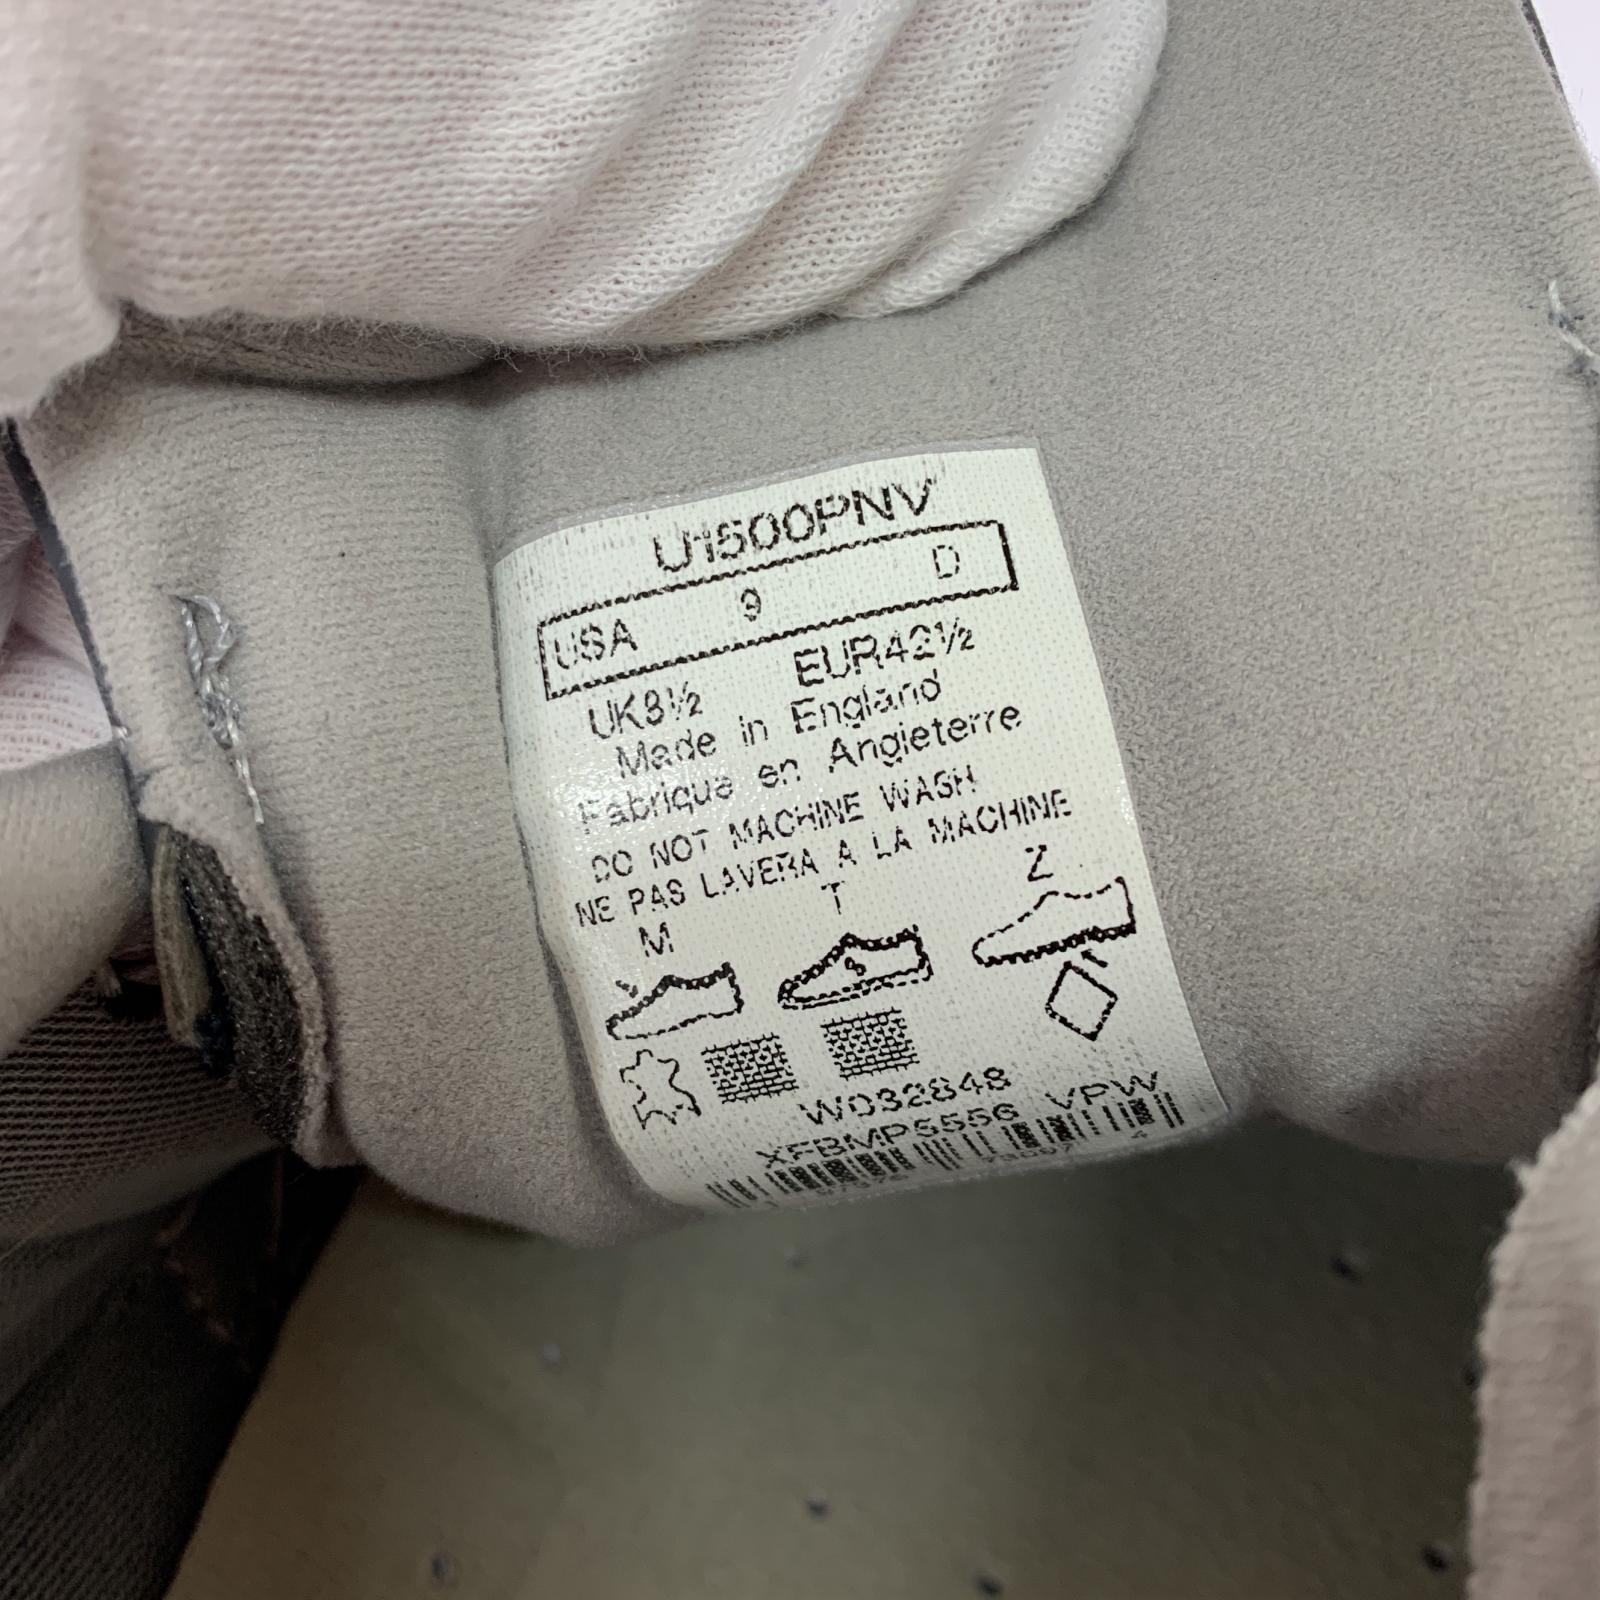 U1500PNV
USA 9 D
UK8½ EUR42½
Made in England
Fabrique en Angleterre
DO NOT MACHINE WASH
NE PAS LAVERA A LA MACHINE
M T Z
W032848
XFBMP5556 VPW